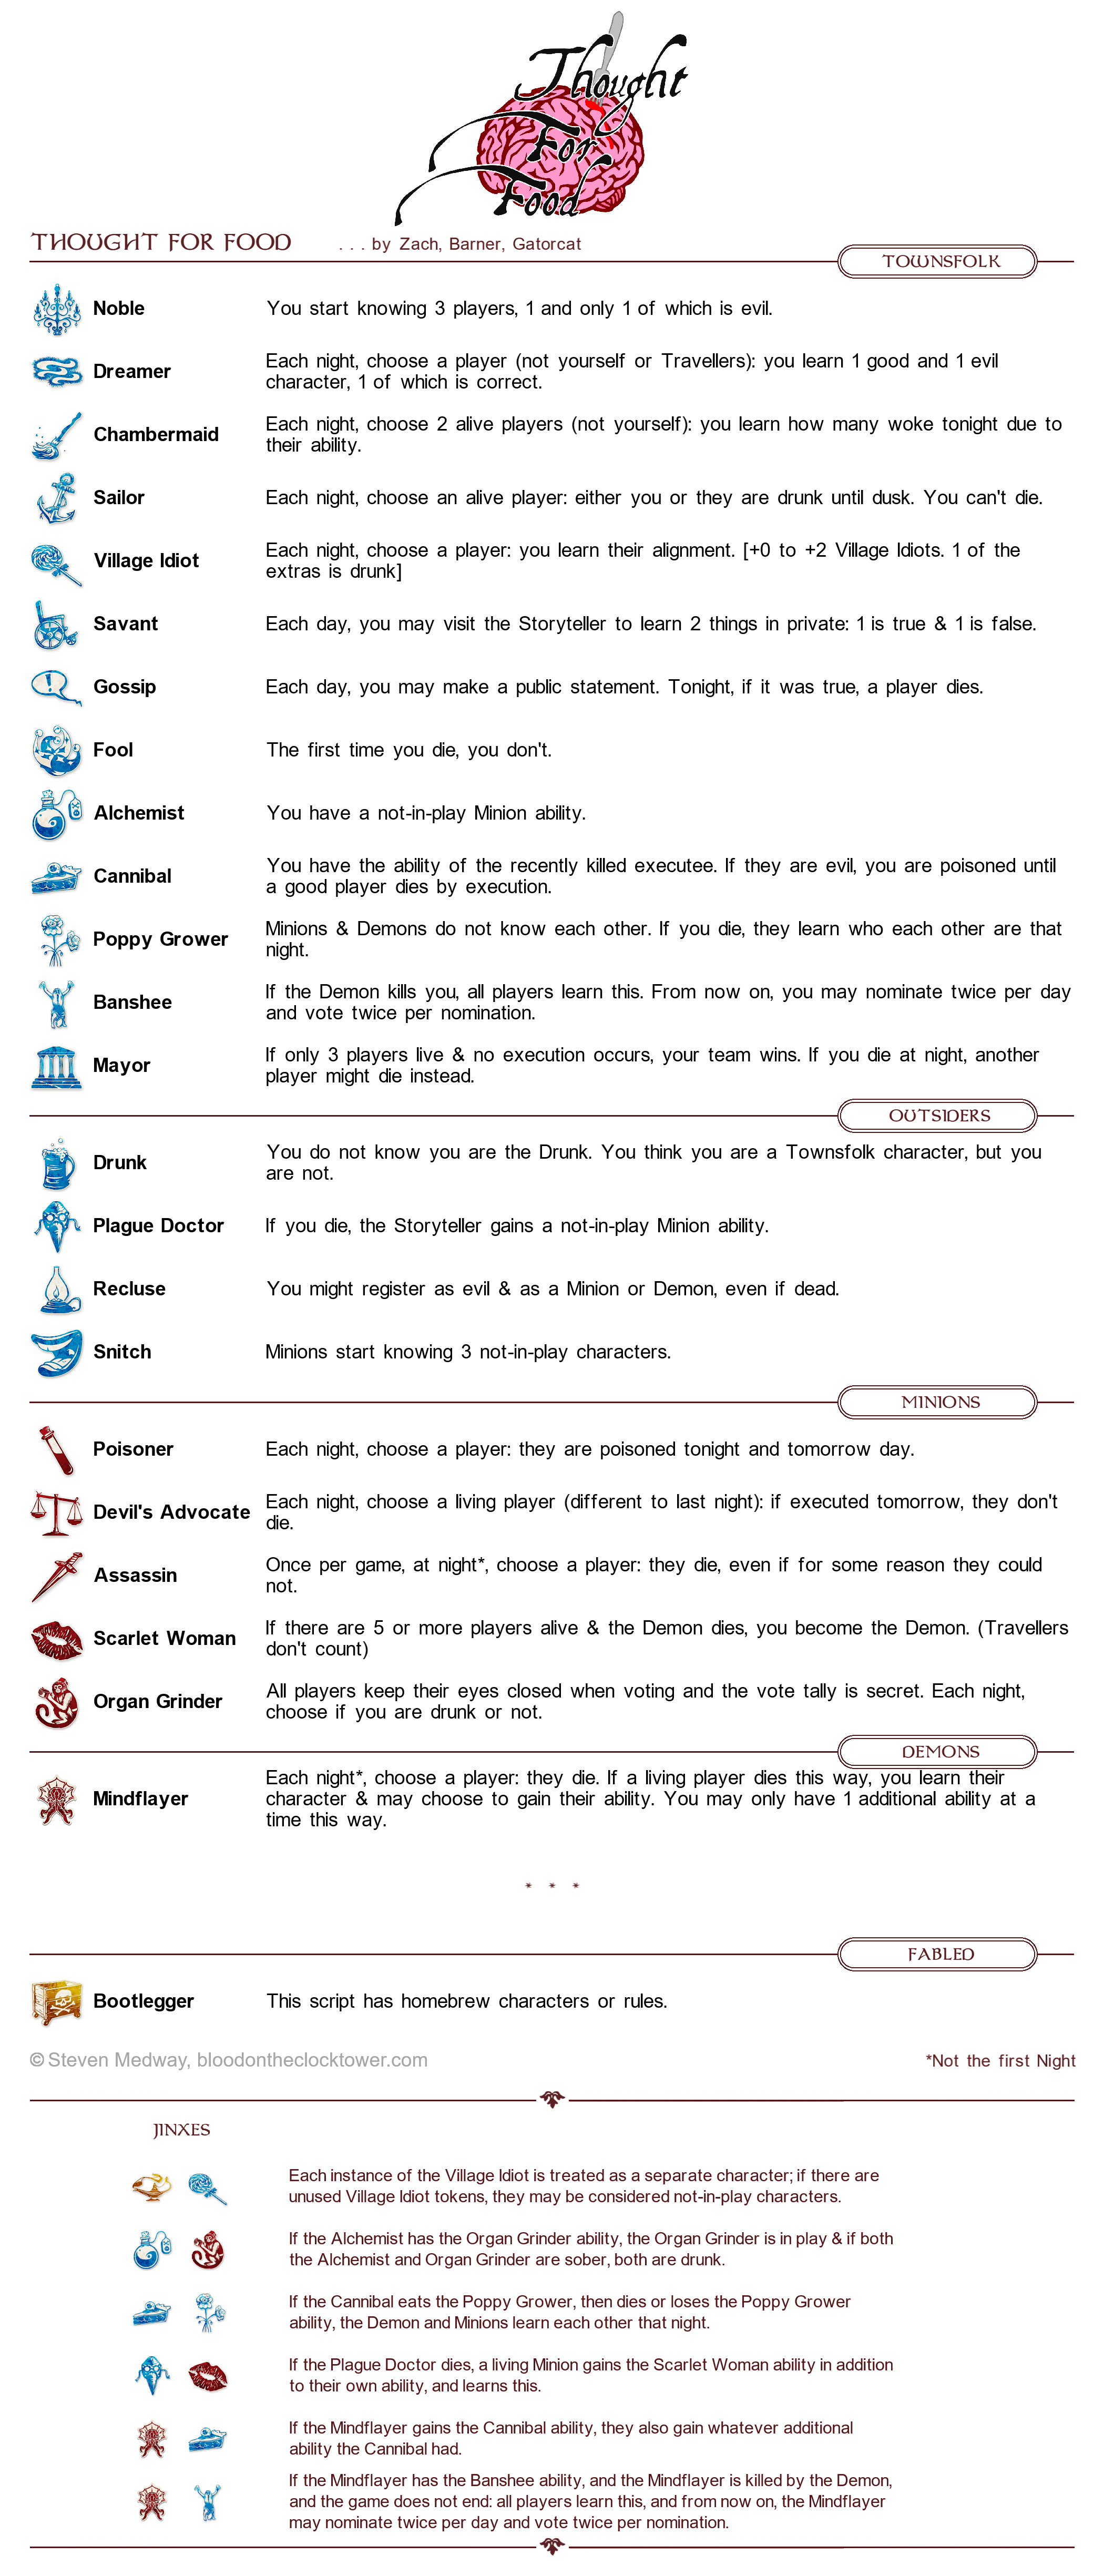 Thought
For
Food
THOUGHT FOR FOOD . . . by Zach, Barner, Gatorcat
TOWNSFOLK
Noble
You start knowing 3 players, 1 and only 1 of which is evil.
Dreamer
Each night, choose a player (not yourself or Travellers): you learn 1 good and 1 evil
character, 1 of which is correct.
Chambermaid
Each night, choose 2 alive players (not yourself): you learn how many woke tonight due to
their ability.
Sailor
Each night, choose an alive player: either you or they are drunk until dusk. You can't die.
Village Idiot
Each night, choose a player: you learn their alignment. [+0 to +2 Village Idiots. 1 of the
extras is drunk]
Savant
Each day, you may visit the Storyteller to learn 2 things in private: 1 is true & 1 is false.
Gossip
Each day, you may make a public statement. Tonight, if it was true, a player dies.
Fool
The first time you die, you don't.
Alchemist
You have a not-in-play Minion ability.
Cannibal
You have the ability of the recently killed executee. If they are evil, you are poisoned until
a good player dies by execution.
Poppy Grower
Minions & Demons do not know each other. If you die, they learn who each other are that
night.
Banshee
If the Demon kills you, all players learn this. From now on, you may nominate twice per day
and vote twice per nomination.
Mayor
If only 3 players live & no execution occurs, your team wins. If you die at night, another
player might die instead.
OUTSIDERS
Drunk
You do not know you are the Drunk. You think you are a Townsfolk character, but you
are not.
Plague Doctor
If you die, the Storyteller gains a not-in-play Minion ability.
Recluse
You might register as evil & as a Minion or Demon, even if dead.
Snitch
Minions start knowing 3 not-in-play characters.
MINIONS
Poisoner
Each night, choose a player: they are poisoned tonight and tomorrow day.
Devil's Advocate
Each night, choose a living player (different to last night): if executed tomorrow, they don't
die.
Assassin
Once per game, at night*, choose a player: they die, even if for some reason they could
not.
Scarlet Woman
If there are 5 or more players alive & the Demon dies, you become the Demon. (Travellers
don't count)
Organ Grinder
All players keep their eyes closed when voting and the vote tally is secret. Each night,
choose if you are drunk or not.
DEMONS
Mindflayer
Each night*, choose a player: they die. If a living player dies this way, you learn their
character & may choose to gain their ability. You may only have 1 additional ability at a
time this way.
* * *
FABLED
Bootlegger
This script has homebrew characters or rules.
© Steven Medway, bloodontheclocktower.com
*Not the first Night
JINXES
Each instance of the Village Idiot is treated as a separate character; if there are
unused Village Idiot tokens, they may be considered not-in-play characters.
If the Alchemist has the Organ Grinder ability, the Organ Grinder is in play & if both
the Alchemist and Organ Grinder are sober, both are drunk.
If the Cannibal eats the Poppy Grower, then dies or loses the Poppy Grower
ability, the Demon and Minions learn each other that night.
If the Plague Doctor dies, a living Minion gains the Scarlet Woman ability in addition
to their own ability, and learns this.
If the Mindflayer gains the Cannibal ability, they also gain whatever additional
ability the Cannibal had.
If the Mindflayer has the Banshee ability, and the Mindflayer is killed by the Demon,
and the game does not end: all players learn this, and from now on, the Mindflayer
may nominate twice per day and vote twice per nomination.